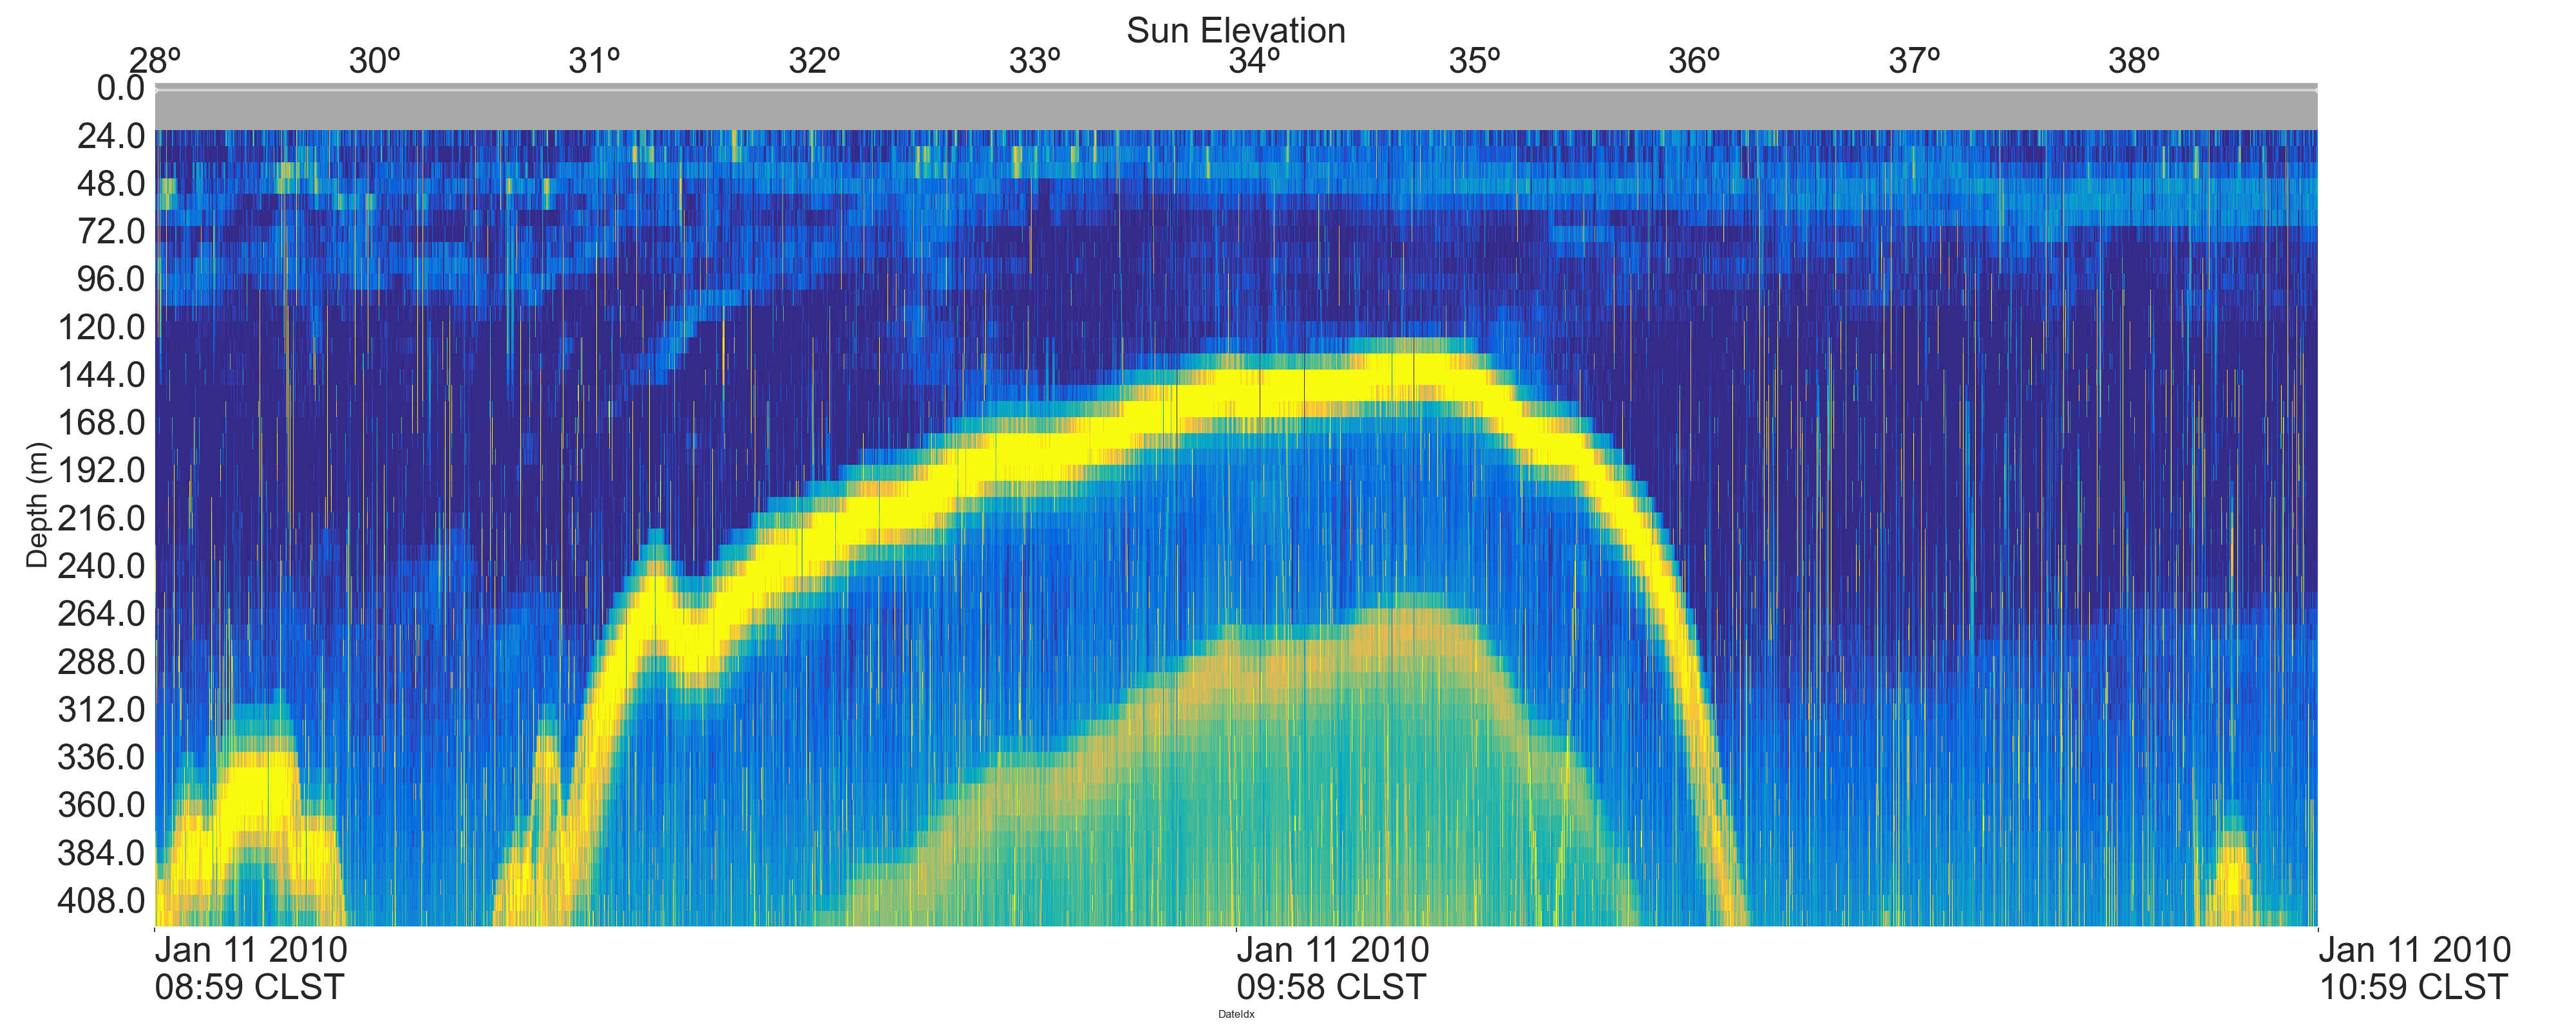 Sun Elevation
28º 30º 31º 32º 33º 34º 35º 36º 37º 38º
0.0
24.0
48.0
72.0
96.0
120.0
144.0
168.0
192.0
216.0
240.0
264.0
288.0
312.0
336.0
360.0
384.0
408.0
Depth (m)
Jan 11 2010
08:59 CLST
Jan 11 2010
09:58 CLST
Jan 11 2010
10:59 CLST
DateIdx